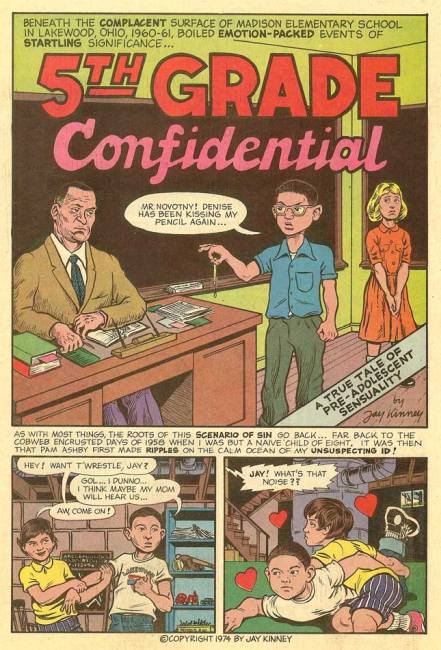 BENEATH THE COMPLACENT SURFACE OF MADISON ELEMENTARY SCHOOL
IN LAKEWOOD, OHIO, 1960-61, BOILED EMOTION-PACKED EVENTS OF
STARTLING SIGNIFICANCE...
5TH GRADE
Confidential
MR. NOVOTNY! DENISE
HAS BEEN KISSING MY
PENCIL AGAIN...
A TRUE TALE OF
PRE-ADOLESCENT
SENSUALITY
by
Jay Kinney
AS WITH MOST THINGS, THE ROOTS OF THIS SCENARIO OF SIN GO BACK... FAR BACK TO THE
COBWEB ENCRUSTED DAYS OF 1958 WHEN I WAS BUT A NAIVE CHILD OF EIGHT. IT WAS THEN
THAT PAM ASHBY FIRST MADE RIPPLES ON THE CALM OCEAN OF MY UNSUSPECTING ID!
HEY! WANT T'WRESTLE, JAY?
GOL... I DUNNO...
I THINK MAYBE MY MOM
WILL HEAR US...
AW, COME ON!
LAKEWOOD
JAY! WHAT'S THAT
NOISE??
©COPYRIGHT 1974 BY JAY KINNEY